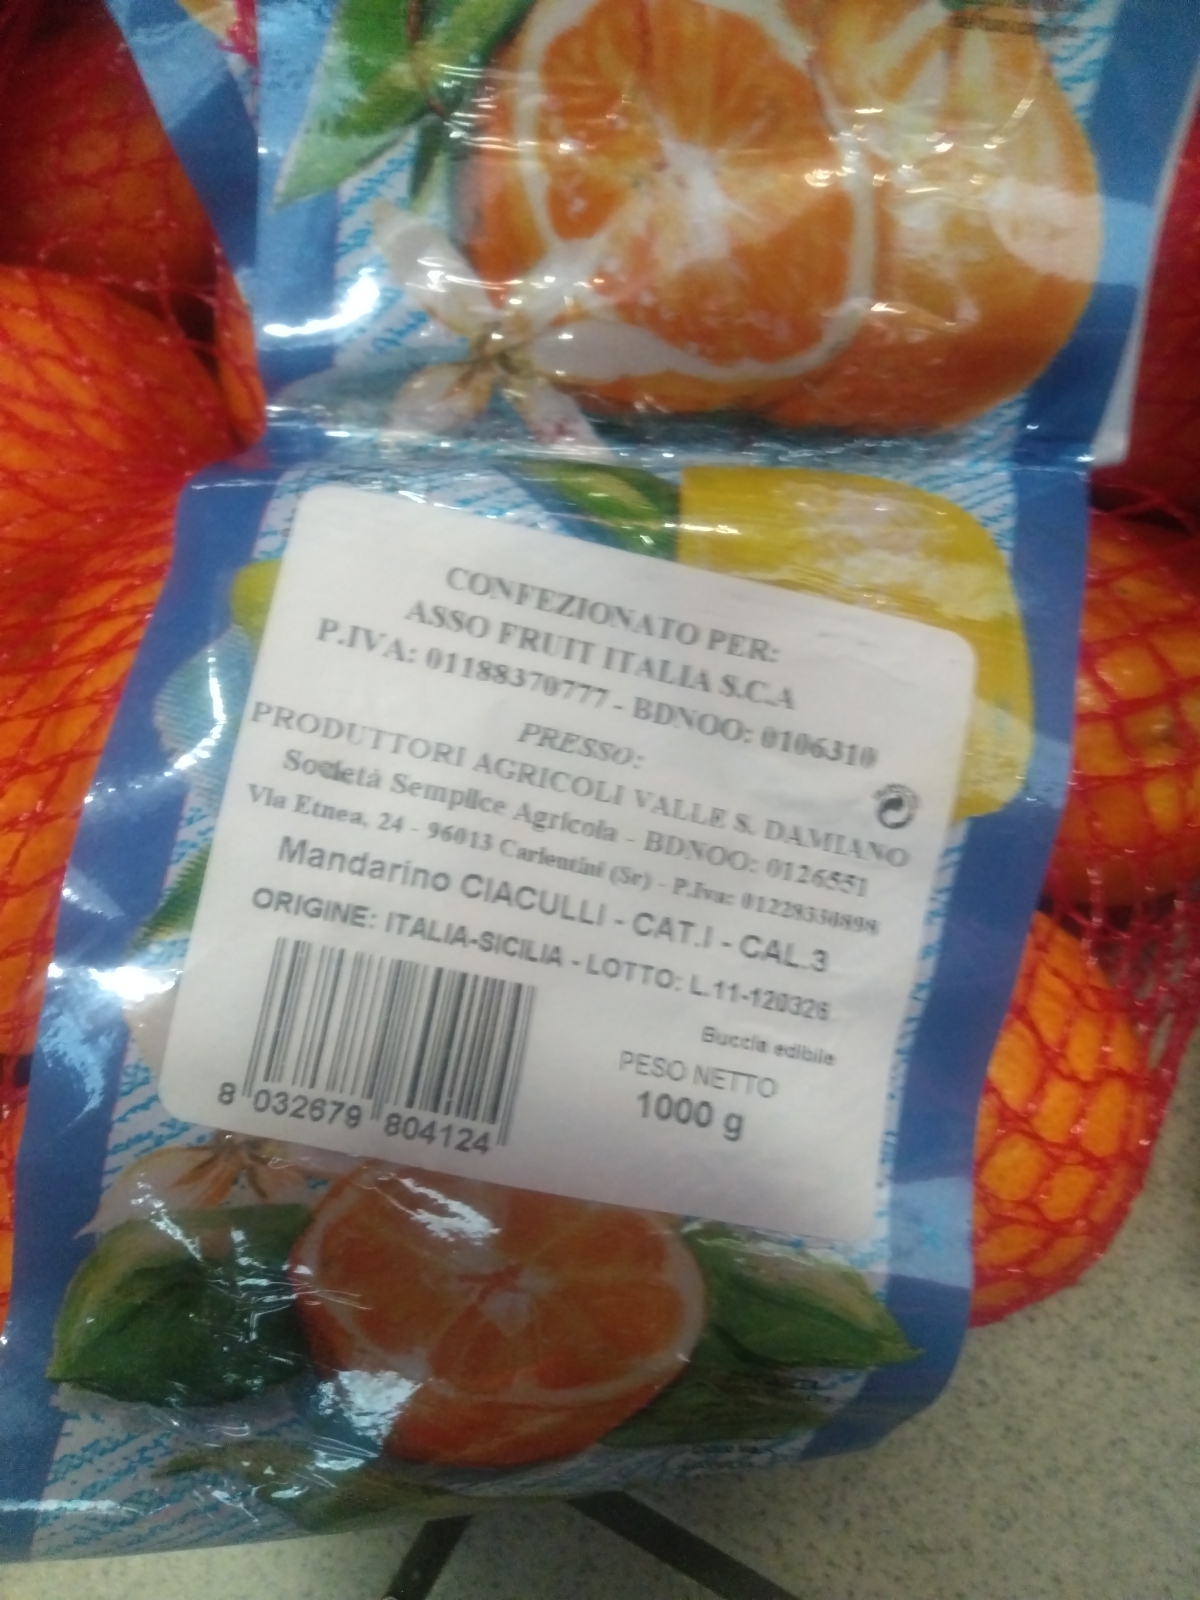 CONFEZIONATO PER:
ASSO FRUIT ITALIA S.C.A
P.IVA: 01188370777 - BDNOO: 0106310
PRESSO:
PRODUTTORI AGRICOLI VALLE S. DAMIANO
Società Semplice Agricola - BDNOO: 0126551
Via Etnea, 24 - 96013 Carlentini (Sr) - P.Iva: 01228330898
Mandarino CIACULLI - CAT.I - CAL.3
ORIGINE: ITALIA-SICILIA - LOTTO: L.11-120326
Buccia edibile
PESO NETTO
1000 g
8 032679 804124